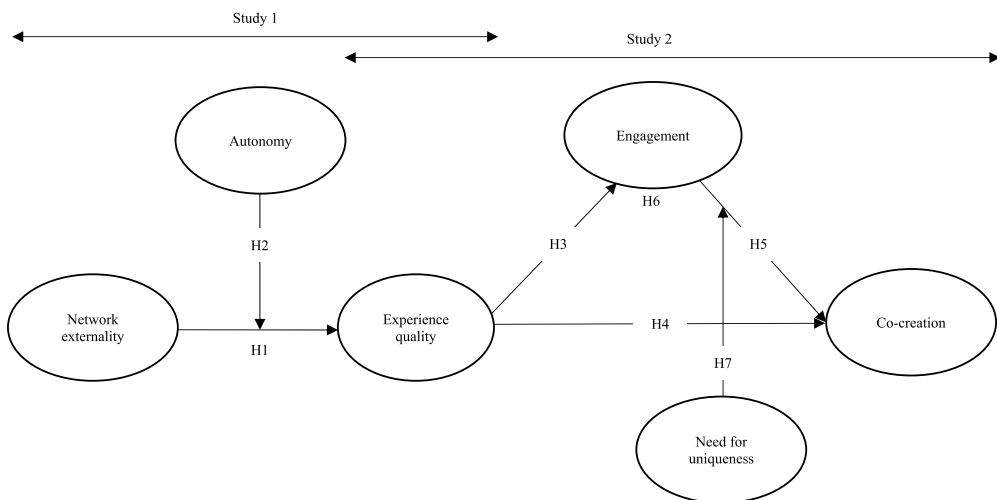 Study 1
Study 2
Autonomy
Engagement
H6
H2
H3
H5
Network
externality
H1
Experience
quality
H4
Co-creation
H7
Need for
uniqueness